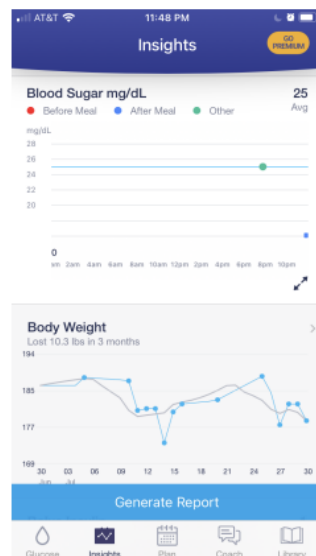 AT&T 11:48 PM
Insights
GO
PREMIUM
Blood Sugar mg/dL 25
Before Meal After Meal Other Avg
mg/dL
28
26
24
22
20
0
am 2am 4am 6am 8am 10am 12pm 2pm 4pm 6pm 8pm 10pm
Body Weight
Lost 10.3 lbs in 3 months
194
185
177
169
30 03 06 09 12 15 18 21 24 27 30
Jun Jul
Generate Report
Glucose Insights Plan Coach Library